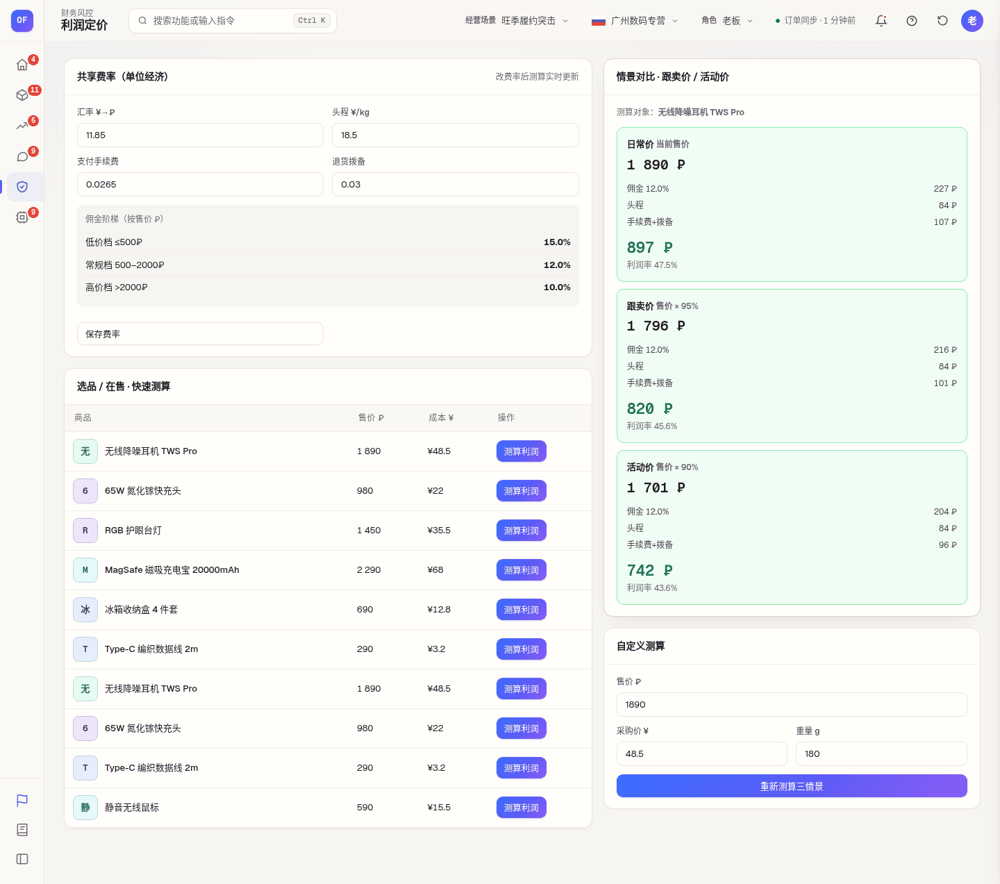 OF
财务风控
利润定价
搜索功能或输入指令 Ctrl K
经营场景 旺季履约突击
广州数码专营
角色 老板
订单同步 · 1 分钟前
老
4
11
5
9
9
共享费率（单位经济）
改费率后测算实时更新
汇率 ¥→₽
头程 ¥/kg
11.85
18.5
支付手续费
退货拨备
0.0265
0.03
佣金阶梯（按售价 ₽）
低价档 ≤500₽ 15.0%
常规档 500–2000₽ 12.0%
高价档 >2000₽ 10.0%
保存费率
选品 / 在售 · 快速测算
商品 售价 ₽ 成本 ¥ 操作
无 无线降噪耳机 TWS Pro 1 890 ¥48.5 测算利润
6 65W 氮化镓快充头 980 ¥22 测算利润
R RGB 护眼台灯 1 450 ¥35.5 测算利润
M MagSafe 磁吸充电宝 20000mAh 2 290 ¥68 测算利润
冰 冰箱收纳盒 4 件套 690 ¥12.8 测算利润
T Type-C 编织数据线 2m 290 ¥3.2 测算利润
无 无线降噪耳机 TWS Pro 1 890 ¥48.5 测算利润
6 65W 氮化镓快充头 980 ¥22 测算利润
T Type-C 编织数据线 2m 290 ¥3.2 测算利润
静 静音无线鼠标 590 ¥15.5 测算利润
情景对比 · 跟卖价 / 活动价
测算对象：无线降噪耳机 TWS Pro
日常价 当前售价
1 890 ₽
佣金 12.0% 227 ₽
头程 84 ₽
手续费+拨备 107 ₽
897 ₽
利润率 47.5%
跟卖价 售价 × 95%
1 796 ₽
佣金 12.0% 216 ₽
头程 84 ₽
手续费+拨备 101 ₽
820 ₽
利润率 45.6%
活动价 售价 × 90%
1 701 ₽
佣金 12.0% 204 ₽
头程 84 ₽
手续费+拨备 96 ₽
742 ₽
利润率 43.6%
自定义测算
售价 ₽
1890
采购价 ¥
重量 g
48.5
180
重新测算三情景